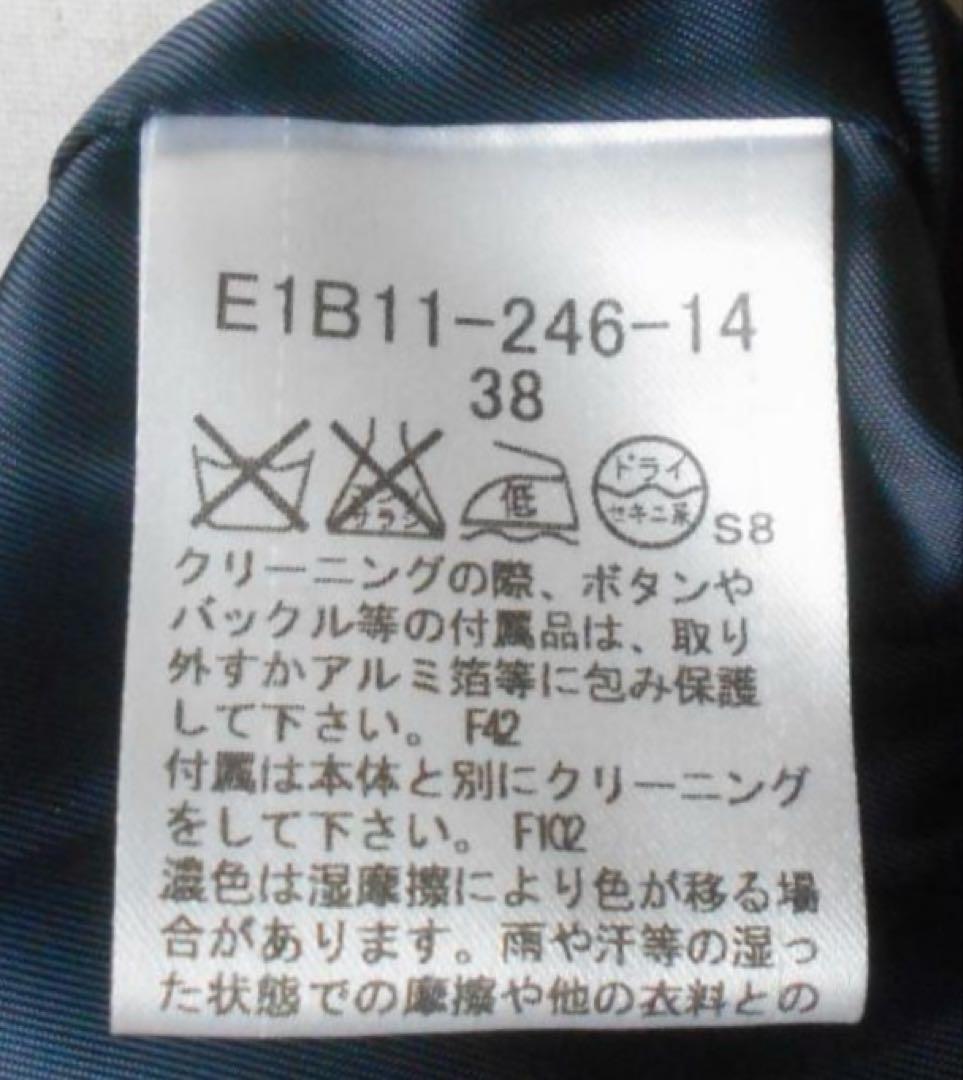 E1B11-246-14
38
エンソ
サラシ
低
ドライ
セキユ系
S8
クリーニングの際、ボタンや
バックル等の付属品は、取り
外すかアルミ箔等に包み保護
して下さい。 F42
付属は本体と別にクリーニング
をして下さい。 F102
濃色は湿摩擦により色が移る場
合があります。雨や汗等の湿っ
た状態での摩擦や他の衣料との